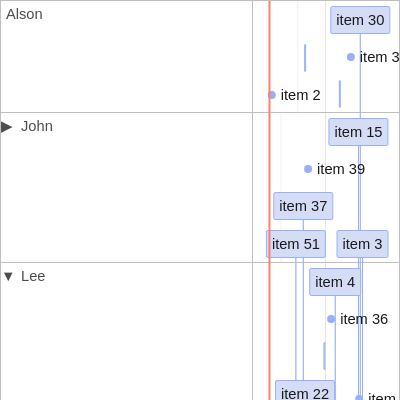 Alson
item 30
item 3
item 2
▶ John
item 15
item 39
item 37
item 51
item 3
▼ Lee
item 4
item 36
item 22
item